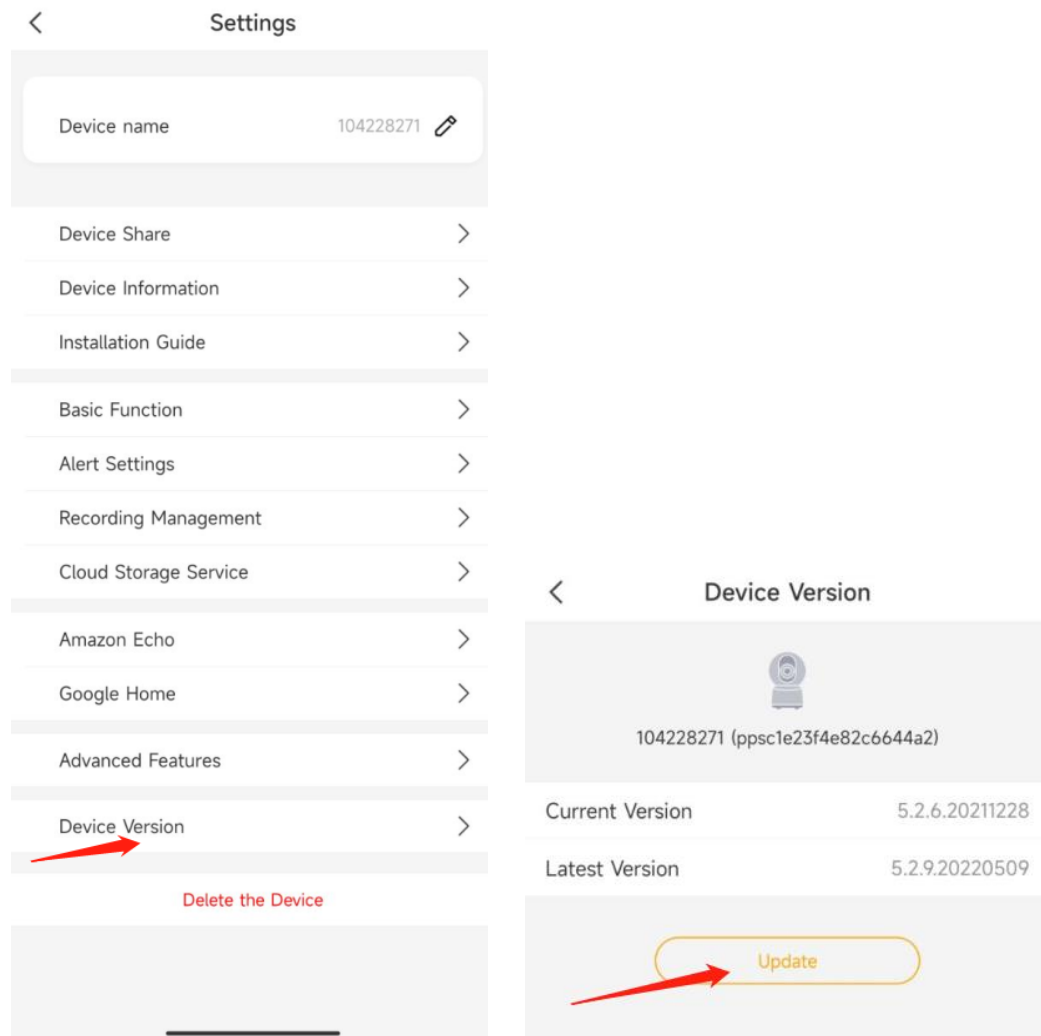 Settings
Device name 104228271
Device Share
Device Information
Installation Guide
Basic Function
Alert Settings
Recording Management
Cloud Storage Service
Amazon Echo
Google Home
Advanced Features
Device Version
Delete the Device
Device Version
104228271 (ppsc1e23f4e82c6644a2)
Current Version 5.2.6.20211228
Latest Version 5.2.9.20220509
Update